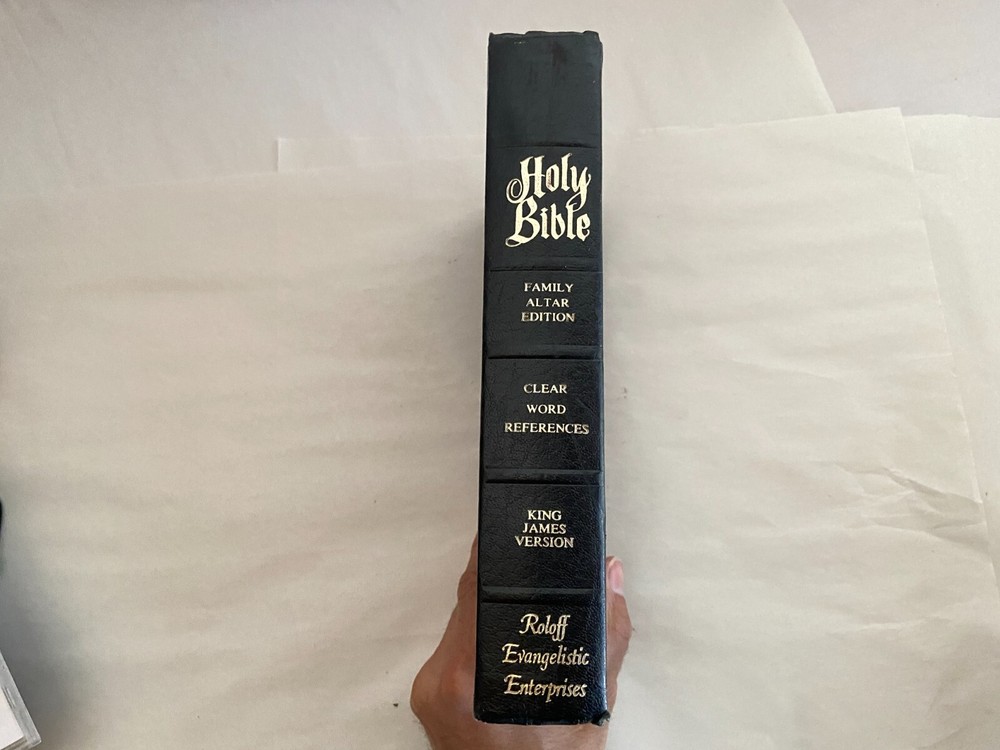 Holy
Bible
FAMILY
ALTAR
EDITION
CLEAR
WORD
REFERENCES
KING
JAMES
VERSION
Roloff
Evangelistic
Enterprises